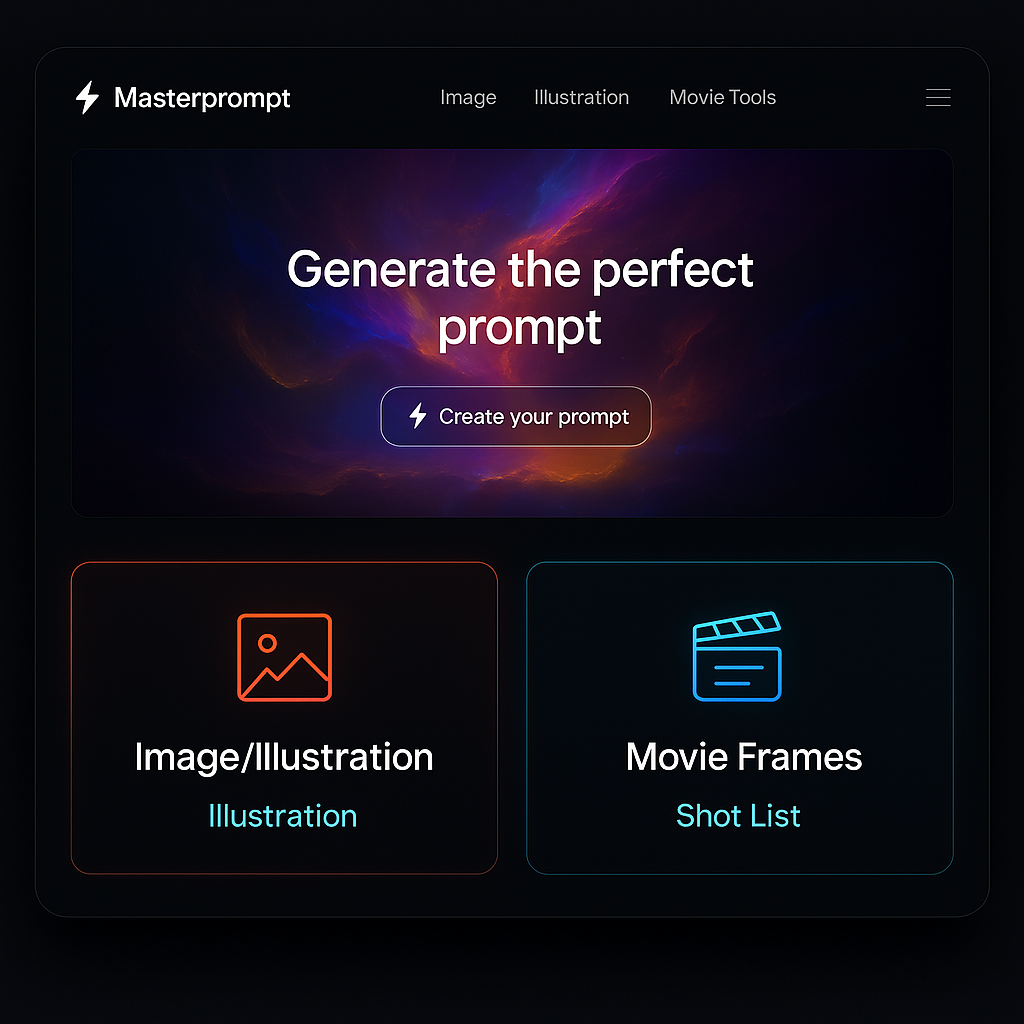 Masterprompt
Image
Illustration
Movie Tools
Generate the perfect
prompt
Create your prompt
Image/Illustration
Illustration
Movie Frames
Shot List